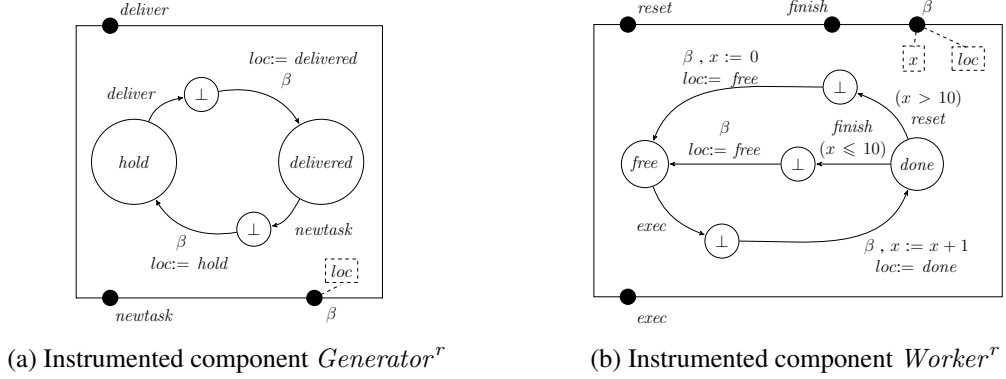 deliver
loc:= delivered
β
deliver
⊥
hold
delivered
⊥
newtask
β
loc:= hold
loc
newtask
β
(a) Instrumented component Generator^r
reset
finish
β
x
loc
β , x := 0
loc:= free
⊥
(x > 10)
reset
β
loc:= free
finish
(x ⩽ 10)
free
⊥
done
exec
⊥
β , x := x + 1
loc:= done
exec
(b) Instrumented component Worker^r